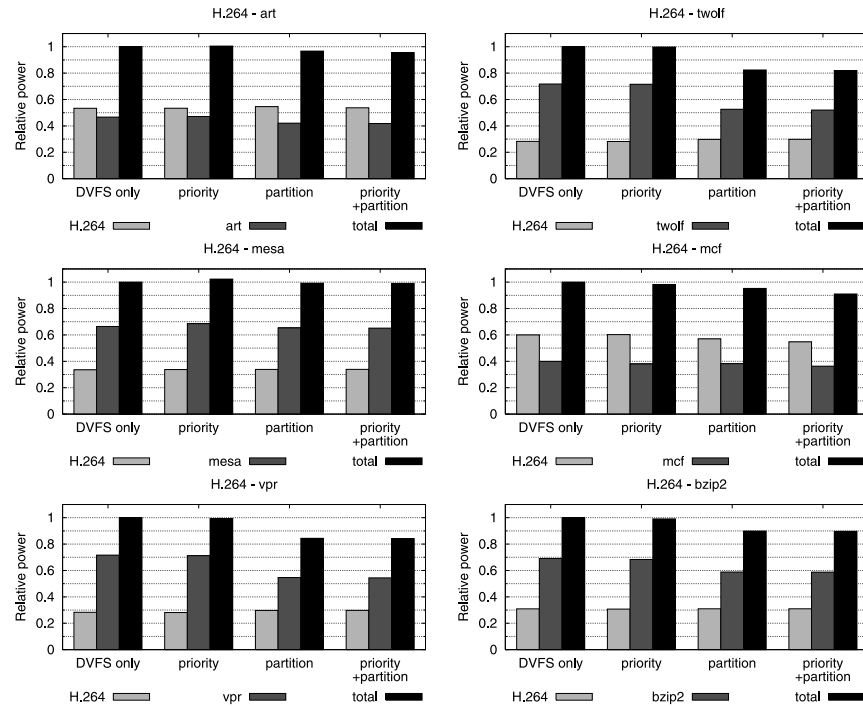 H.264 - art
Relative power
1
0.8
0.6
0.4
0.2
0
DVFS only priority partition priority +partition
H.264 art total
H.264 - twolf
Relative power
1
0.8
0.6
0.4
0.2
0
DVFS only priority partition priority +partition
H.264 twolf total
H.264 - mesa
Relative power
1
0.8
0.6
0.4
0.2
0
DVFS only priority partition priority +partition
H.264 mesa total
H.264 - mcf
Relative power
1
0.8
0.6
0.4
0.2
0
DVFS only priority partition priority +partition
H.264 mcf total
H.264 - vpr
Relative power
1
0.8
0.6
0.4
0.2
0
DVFS only priority partition priority +partition
H.264 vpr total
H.264 - bzip2
Relative power
1
0.8
0.6
0.4
0.2
0
DVFS only priority partition priority +partition
H.264 bzip2 total